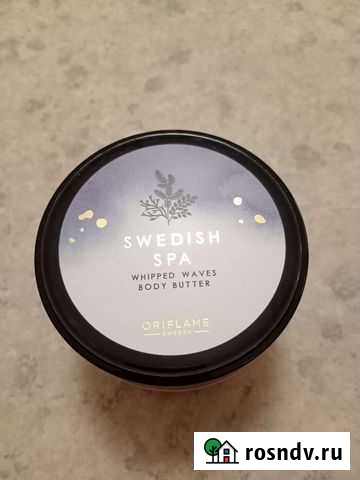 SWEDISH
SPA
WHIPPED WAVES
BODY BUTTER
ORIFLAME
SWEDEN
rosndv.ru